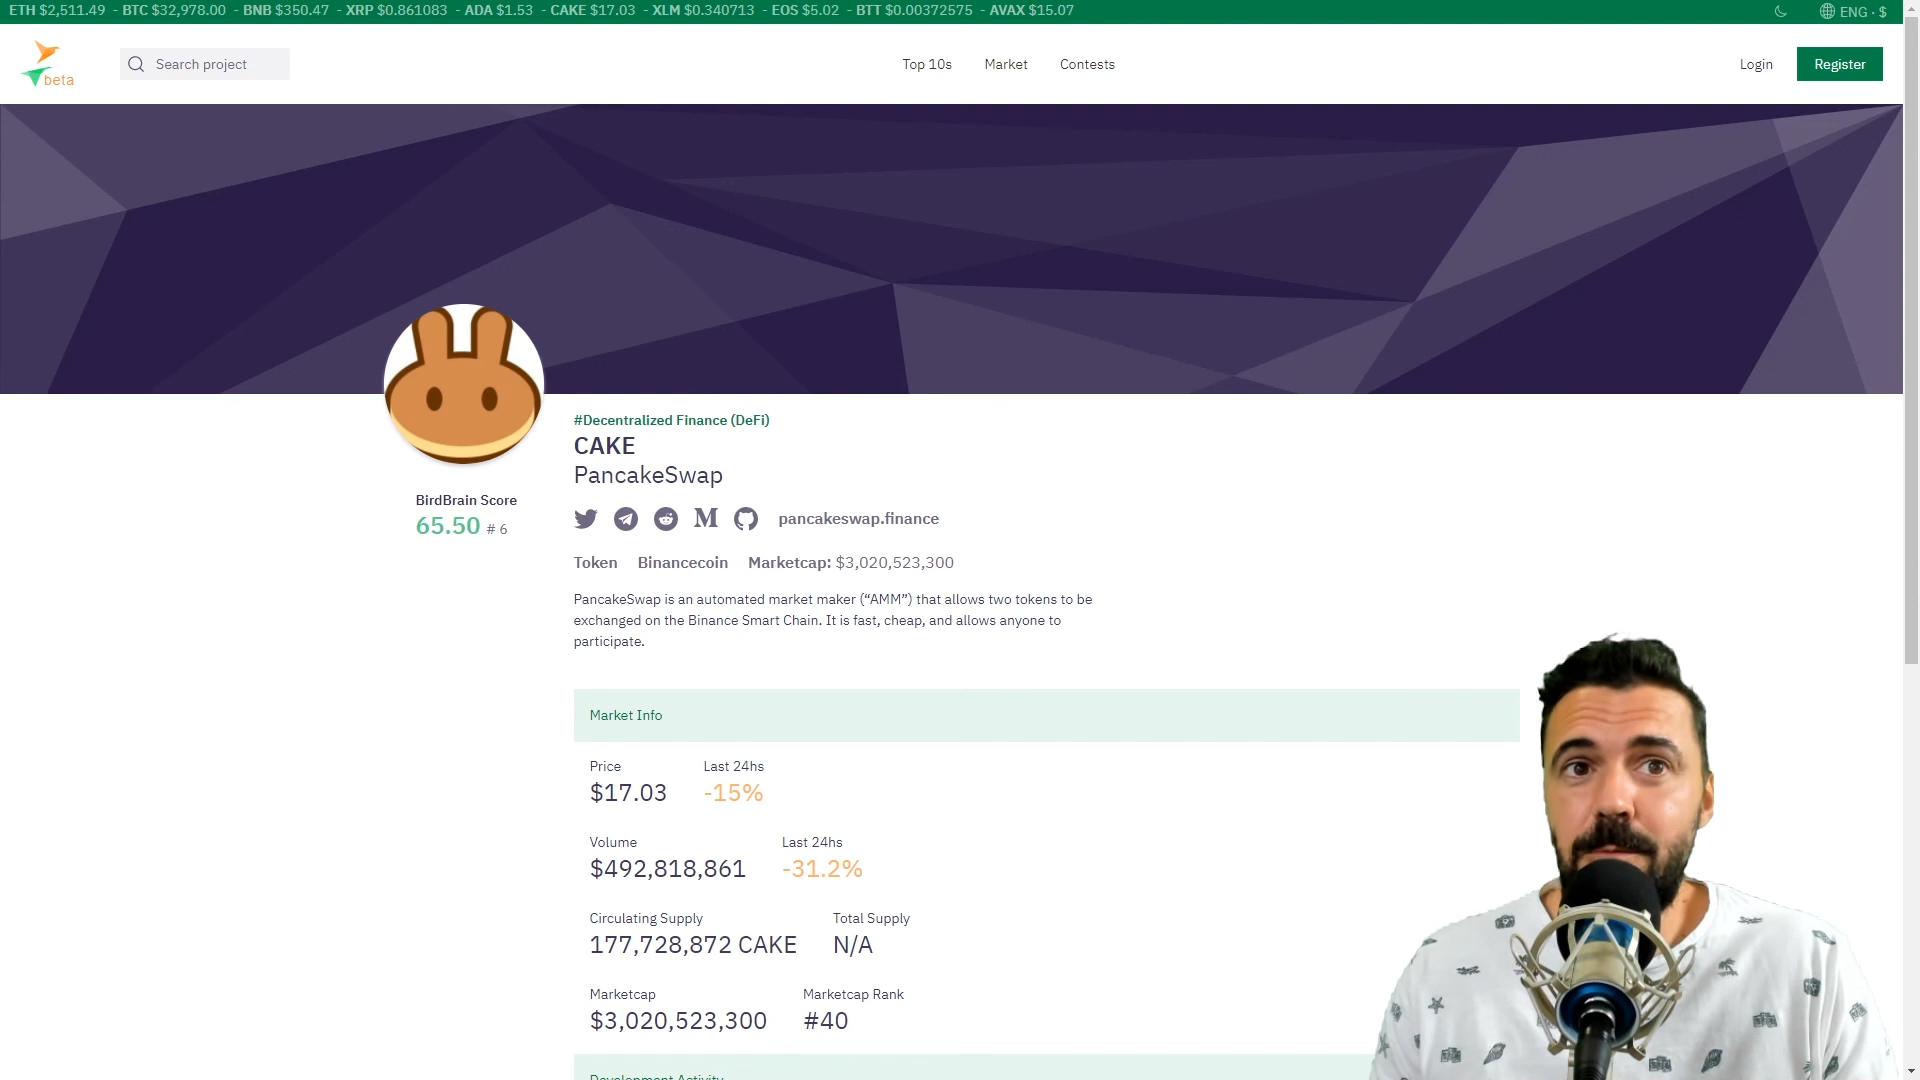 ETH $2,511.49 - BTC $32,978.00 - BNB $350.47 - XRP $0.861083 - ADA $1.53 - CAKE $17.03 - XLM $0.340713 - EOS $5.02 - BTT $0.00372575 - AVAX $15.07
ENG · $
beta
Search project
Top 10s
Market
Contests
Login
Register
#Decentralized Finance (DeFi)
CAKE
PancakeSwap
BirdBrain Score
65.50 # 6
pancakeswap.finance
Token Binancecoin Marketcap: $3,020,523,300
PancakeSwap is an automated market maker (“AMM”) that allows two tokens to be
exchanged on the Binance Smart Chain. It is fast, cheap, and allows anyone to
participate.
Market Info
Price Last 24hs
$17.03 -15%
Volume Last 24hs
$492,818,861 -31.2%
Circulating Supply Total Supply
177,728,872 CAKE N/A
Marketcap Marketcap Rank
$3,020,523,300 #40
Development Activity